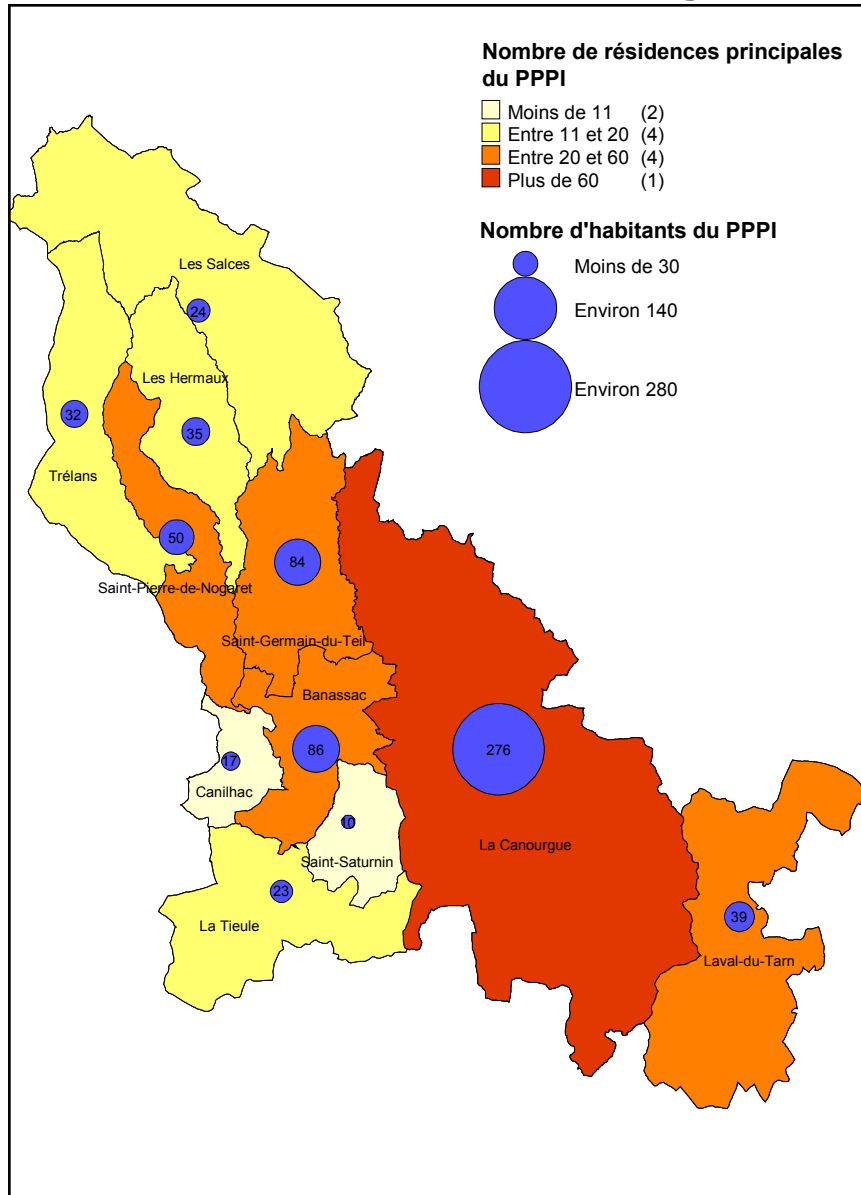 Nombre de résidences principales
du PPPI
Moins de 11 (2)
Entre 11 et 20 (4)
Entre 20 et 60 (4)
Plus de 60 (1)
Nombre d'habitants du PPPI
Moins de 30
Environ 140
Environ 280
Les Salces
24
Les Hermaux
32
35
Trélans
50
84
Saint-Pierre-de-Nogaret
Saint-Germain-du-Teil
Banassac
86
276
17
Canilhac
10
La Canourgue
Saint-Saturnin
23
39
La Tieule
Laval-du-Tarn